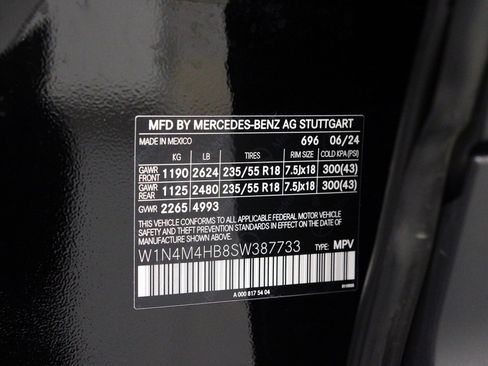 MFD BY MERCEDES-BENZ AG STUTTGART
MADE IN MEXICO 696 06/24
KG LB TIRES RIM SIZE COLD KPA(PSI)
GAWR FRONT 1190 2624 235/55 R18 7.5Jx18 300(43)
GAWR REAR 1125 2480 235/55 R18 7.5Jx18 300(43)
GVWR 2265 4993
THIS VEHICLE CONFORMS TO ALL APPLICABLE FEDERAL MOTOR VEHICLE
SAFETY AND THEFT PREVENTION STANDARDS IN EFFECT ON THE DATE OF
MANUFACTURE SHOWN ABOVE.
W1N4M4HB8SW387733 TYPE: MPV
A 000 817 54 04